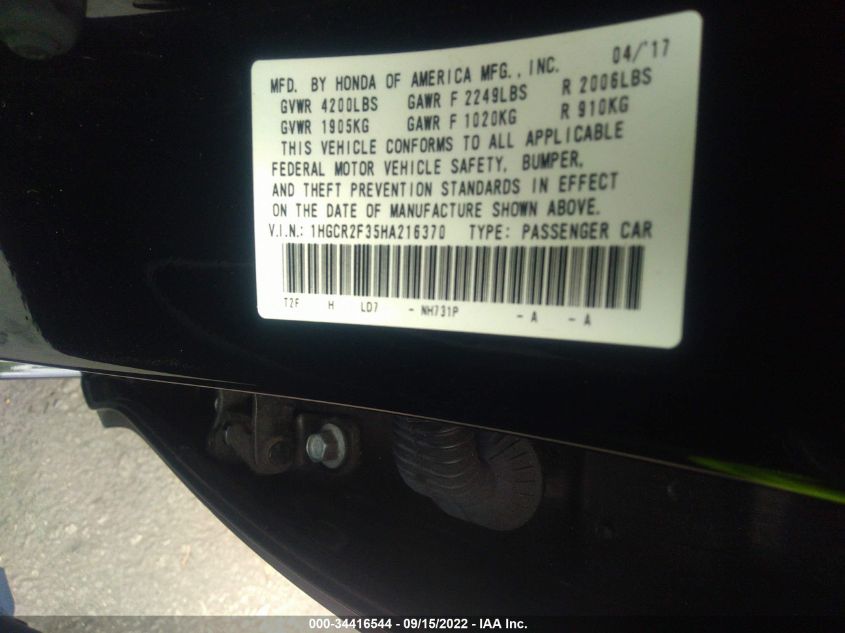 MFD. BY HONDA OF AMERICA MFG., INC. 04/'17
GVWR 4200LBS GAWR F 2249LBS R 2006LBS
GVWR 1905KG GAWR F 1020KG R 910KG
THIS VEHICLE CONFORMS TO ALL APPLICABLE
FEDERAL MOTOR VEHICLE SAFETY, BUMPER,
AND THEFT PREVENTION STANDARDS IN EFFECT
ON THE DATE OF MANUFACTURE SHOWN ABOVE.
V.I.N.: 1HGCR2F35HA216370 TYPE: PASSENGER CAR
T2F H LD7 - NH731P - A - A
000-34416544 - 09/15/2022 - IAA Inc.